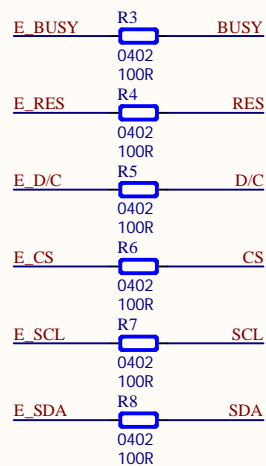 R3
E_BUSY BUSY
0402
100R
R4
E_RES RES
0402
100R
R5
E_D/C D/C
0402
100R
R6
E_CS CS
0402
100R
R7
E_SCL SCL
0402
100R
R8
E_SDA SDA
0402
100R